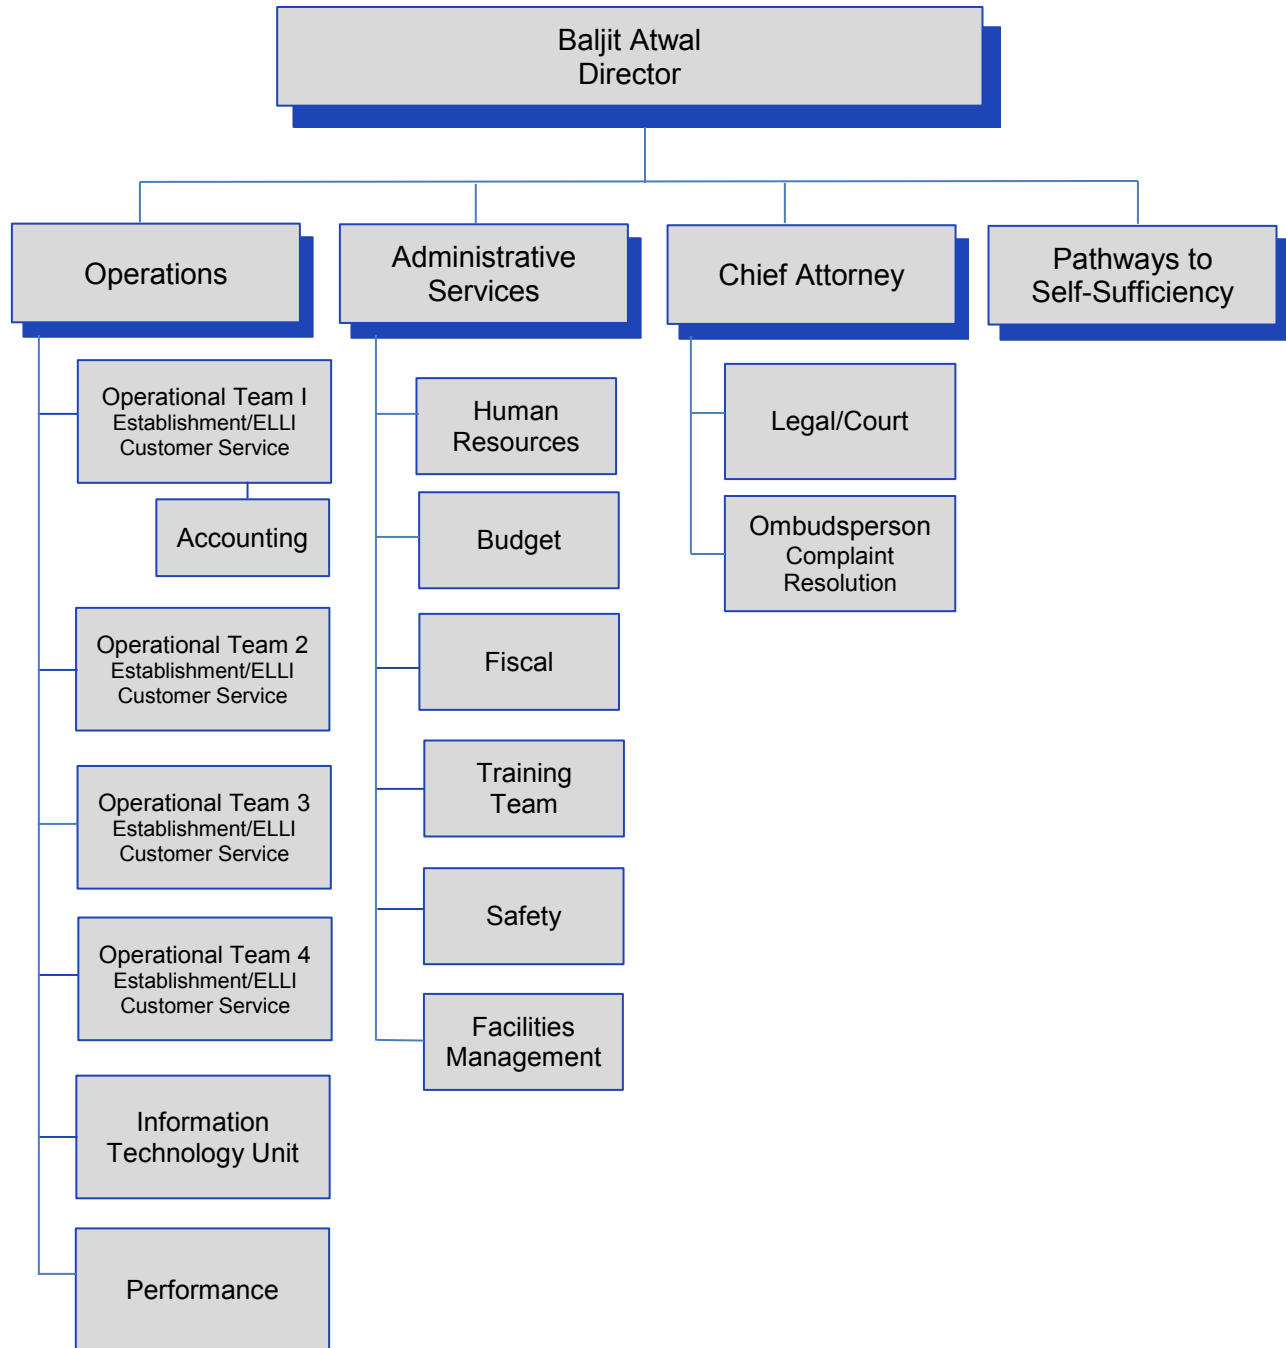 Baljit Atwal
Director
Operations
Administrative
Services
Chief Attorney
Pathways to
Self-Sufficiency
Operational Team I
Establishment/ELLI
Customer Service
Accounting
Operational Team 2
Establishment/ELLI
Customer Service
Operational Team 3
Establishment/ELLI
Customer Service
Operational Team 4
Establishment/ELLI
Customer Service
Information
Technology Unit
Performance
Human
Resources
Budget
Fiscal
Training
Team
Safety
Facilities
Management
Legal/Court
Ombudsperson
Complaint
Resolution